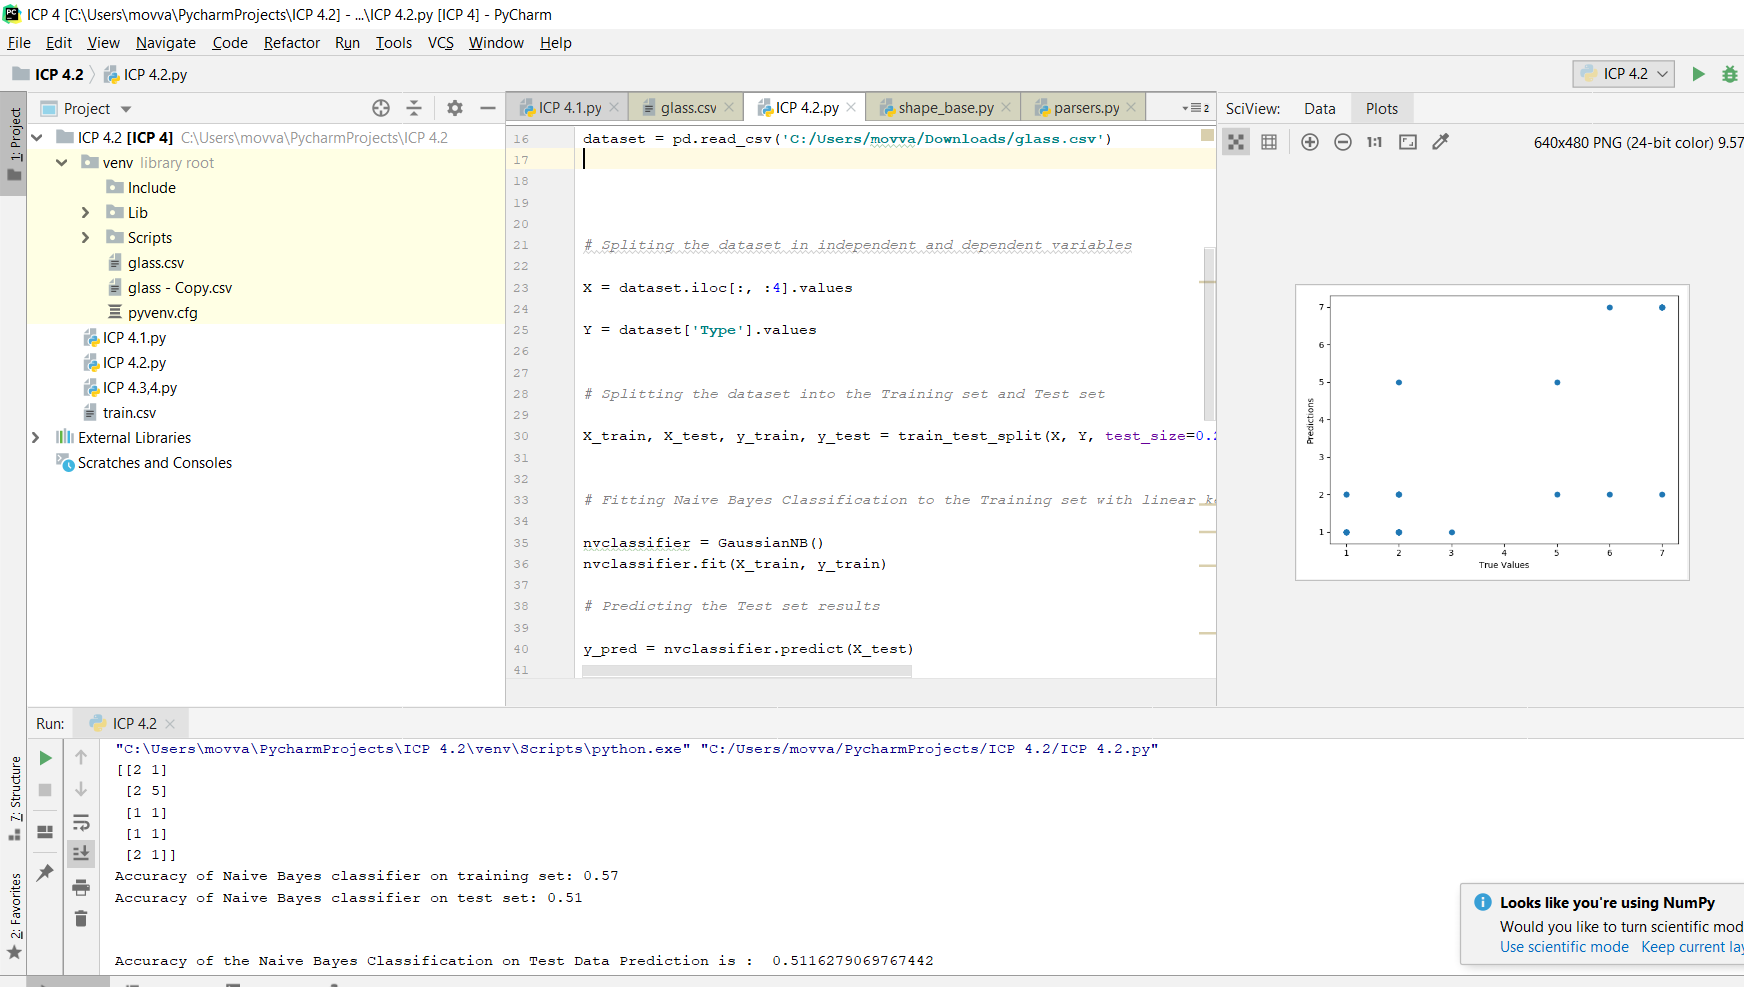 ICP 4 [C:\Users\movva\PycharmProjects\ICP 4.2] - ...\ICP 4.2.py [ICP 4] - PyCharm
File Edit View Navigate Code Refactor Run Tools VCS Window Help
ICP 4.2 ICP 4.2.py ICP 4.2
1: Project
Project
ICP 4.2 [ICP 4] C:\Users\movva\PycharmProjects\ICP 4.2
venv library root
Include
Lib
Scripts
glass.csv
glass - Copy.csv
pyvenv.cfg
ICP 4.1.py
ICP 4.2.py
ICP 4.3,4.py
train.csv
External Libraries
Scratches and Consoles
ICP 4.1.py glass.csv ICP 4.2.py shape_base.py parsers.py 2
16 dataset = pd.read_csv('C:/Users/movva/Downloads/glass.csv')
17
18
19
20
21 # Spliting the dataset in independent and dependent variables
22
23 X = dataset.iloc[:, :4].values
24
25 Y = dataset['Type'].values
26
27
28 # Splitting the dataset into the Training set and Test set
29
30 X_train, X_test, y_train, y_test = train_test_split(X, Y, test_size=0.2
31
32
33 # Fitting Naive Bayes Classification to the Training set with linear k
34
35 nvclassifier = GaussianNB()
36 nvclassifier.fit(X_train, y_train)
37
38 # Predicting the Test set results
39
40 y_pred = nvclassifier.predict(X_test)
41
SciView: Data Plots
1:1 640x480 PNG (24-bit color) 9.57
7
6
5
4
3
2
1
Predictions
1 2 3 4 5 6 7
True Values
Run: ICP 4.2
7: Structure
2: Favorites
"C:\Users\movva\PycharmProjects\ICP 4.2\venv\Scripts\python.exe" "C:/Users/movva/PycharmProjects/ICP 4.2/ICP 4.2.py"
[[2 1]
[2 5]
[1 1]
[1 1]
[2 1]]
Accuracy of Naive Bayes classifier on training set: 0.57
Accuracy of Naive Bayes classifier on test set: 0.51
Accuracy of the Naive Bayes Classification on Test Data Prediction is :  0.5116279069767442
Looks like you're using NumPy
Would you like to turn scientific mod
Use scientific mode Keep current lay